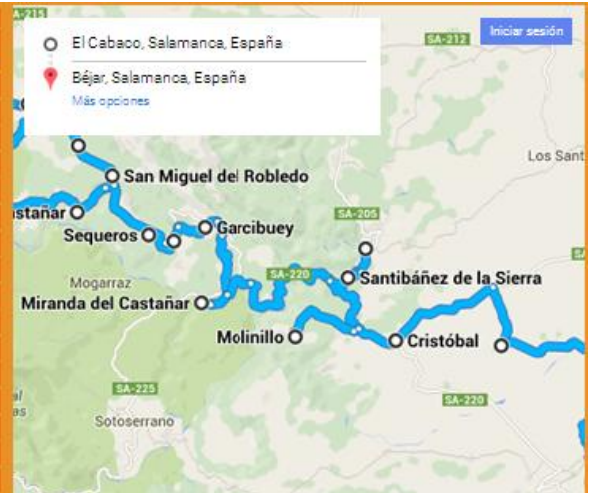 SA-215
El Cabaco, Salamanca, España
Béjar, Salamanca, España
Más opciones
SA-212
Iniciar sesión
Los Sant
San Miguel del Robledo
stañar
Sequeros
Garcibuey
SA-205
SA-220
Santibáñez de la Sierra
Mogarraz
Miranda del Castañar
Molinillo
Cristóbal
SA-225
SA-220
Sotoserrano